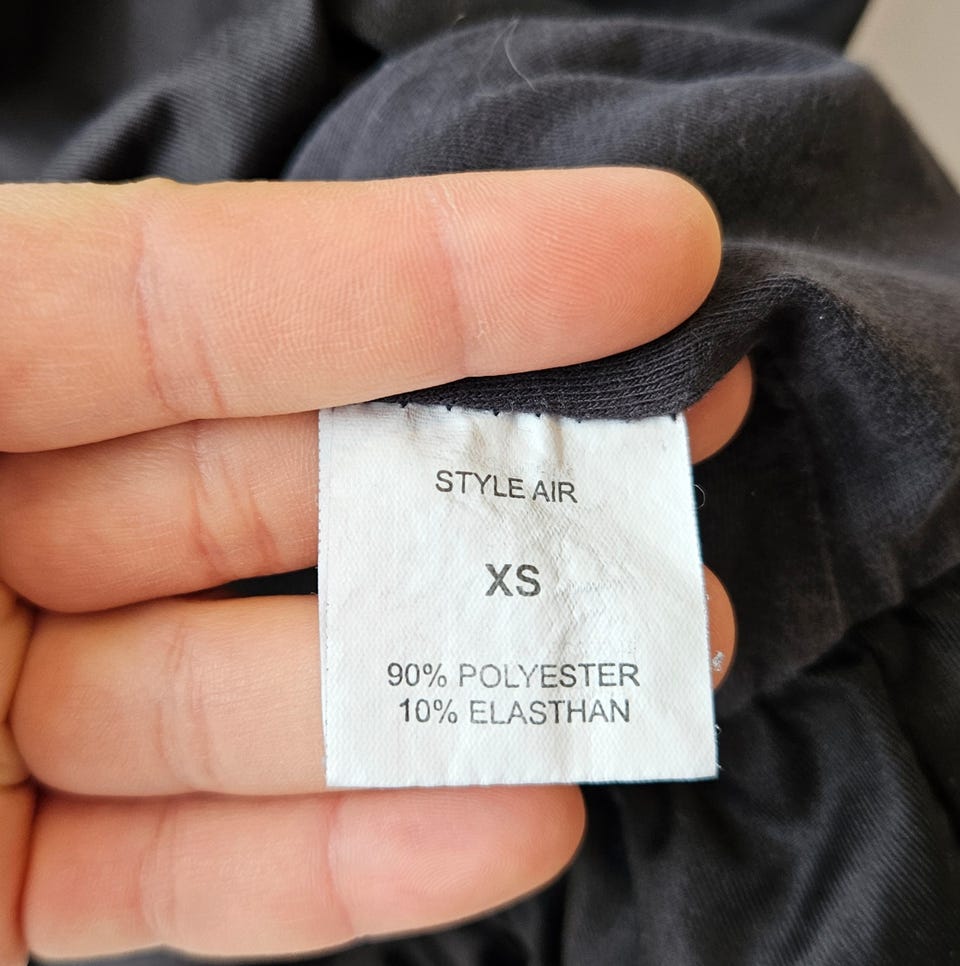 STYLE AIR
XS
90% POLYESTER
10% ELASTHAN